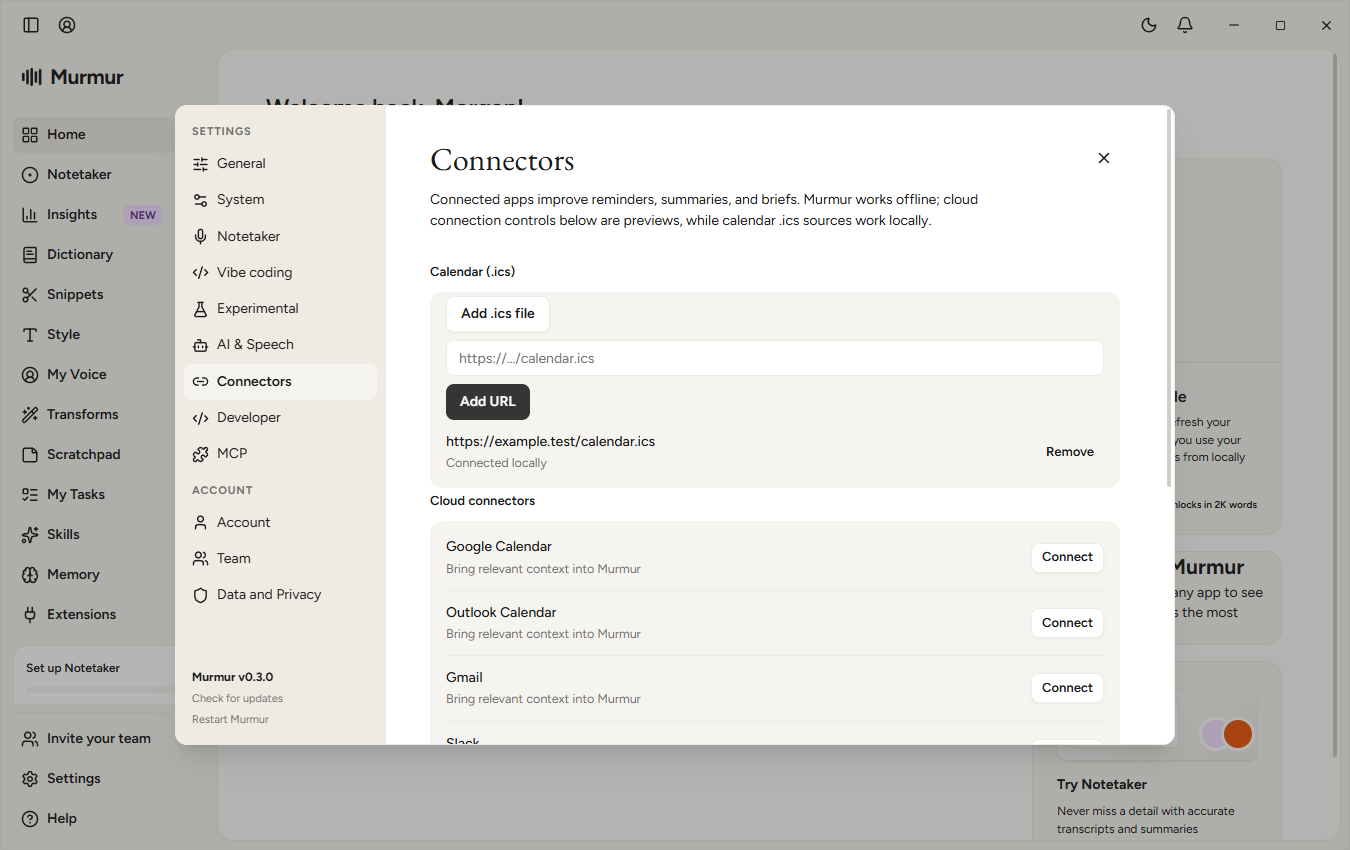 Murmur
Home
Notetaker
Insights NEW
Dictionary
Snippets
Style
My Voice
Transforms
Scratchpad
My Tasks
Skills
Memory
Extensions
Set up Notetaker
Invite your team
Settings
Help
SETTINGS
General
System
Notetaker
Vibe coding
Experimental
AI & Speech
Connectors
Developer
MCP
ACCOUNT
Account
Team
Data and Privacy
Murmur v0.3.0
Check for updates
Restart Murmur
Connectors
Connected apps improve reminders, summaries, and briefs. Murmur works offline; cloud
connection controls below are previews, while calendar .ics sources work locally.
Calendar (.ics)
Add .ics file
https://.../calendar.ics
Add URL
https://example.test/calendar.ics
Connected locally
Remove
Cloud connectors
Google Calendar
Bring relevant context into Murmur
Connect
Outlook Calendar
Bring relevant context into Murmur
Connect
Gmail
Bring relevant context into Murmur
Connect
Slack
you use your
s from locally
in 2K words
Murmur
any app to see
the most
Try Notetaker
Never miss a detail with accurate
transcripts and summaries